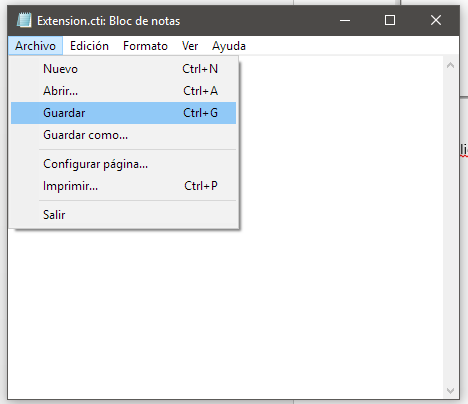 Extension.cti: Bloc de notas
Archivo Edición Formato Ver Ayuda
Nuevo Ctrl+N
Abrir... Ctrl+A
Guardar Ctrl+G
Guardar como...
Configurar página...
Imprimir... Ctrl+P
Salir